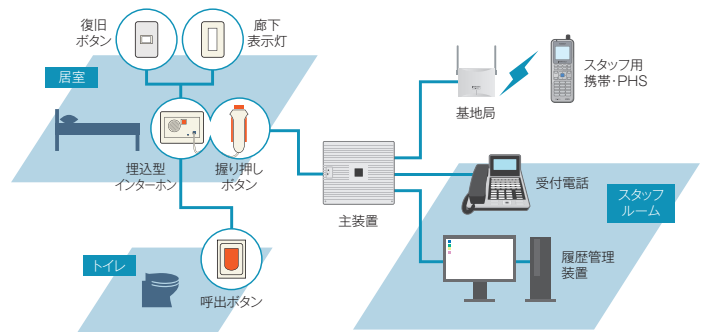 復旧
ボタン
廊下
表示灯
居室
埋込型
インターホン
握り押し
ボタン
トイレ
呼出ボタン
主装置
基地局
スタッフ用
携帯・PHS
受付電話
スタッフ
ルーム
履歴管理
装置